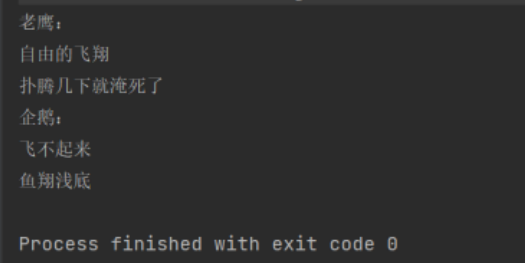 老鹰：
自由的飞翔
扑腾几下就淹死了
企鹅：
飞不起来
鱼翔浅底
Process finished with exit code 0